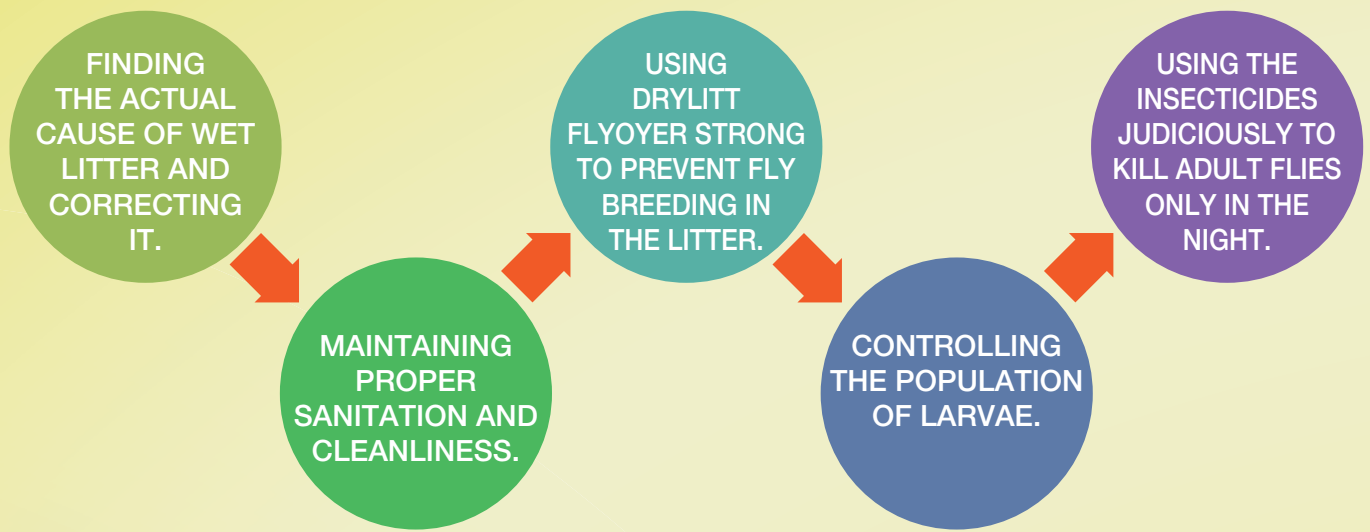 FINDING
THE ACTUAL
CAUSE OF WET
LITTER AND
CORRECTING
IT.
MAINTAINING
PROPER
SANITATION AND
CLEANLINESS.
USING
DRYLITT
FLYOYER STRONG
TO PREVENT FLY
BREEDING IN
THE LITTER.
CONTROLLING
THE POPULATION
OF LARVAE.
USING THE
INSECTICIDES
JUDICIOUSLY TO
KILL ADULT FLIES
ONLY IN THE
NIGHT.